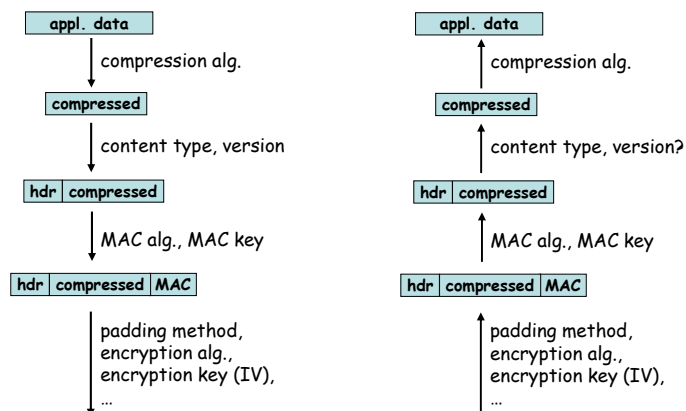 appl. data
compression alg.
compressed
content type, version
hdr compressed
MAC alg., MAC key
hdr compressed MAC
padding method,
encryption alg.,
encryption key (IV),
…
appl. data
compression alg.
compressed
content type, version?
hdr compressed
MAC alg., MAC key
hdr compressed MAC
padding method,
encryption alg.,
encryption key (IV),
…